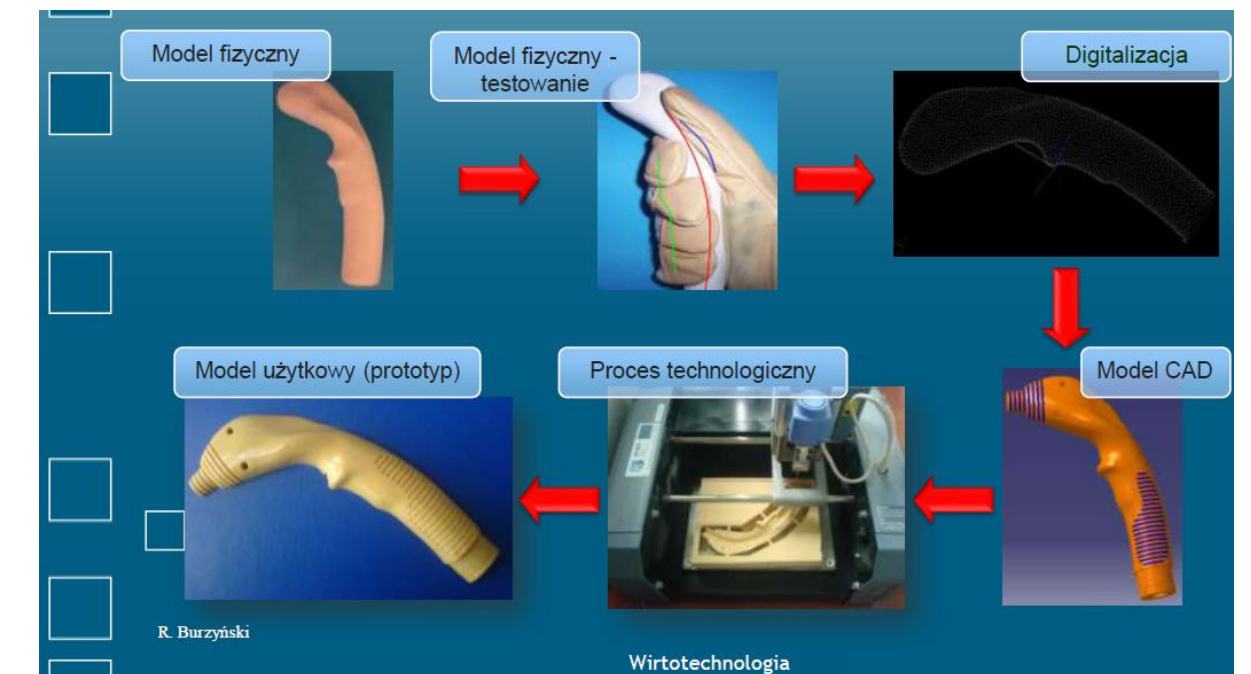 Model fizyczny
Model fizyczny -
testowanie
Digitalizacja
Model użytkowy (prototyp)
Proces technologiczny
Model CAD
R. Burzyński
Wirtotechnologia